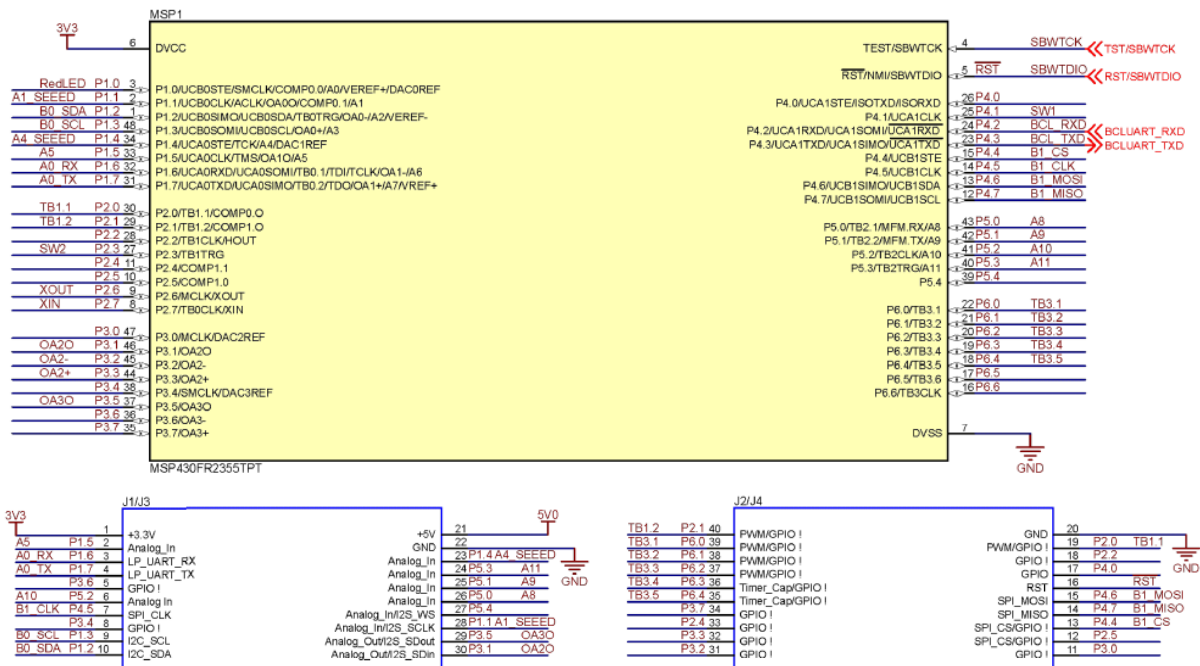 MSP1
3V3
6 DVCC
TEST/SBWTCK 4 SBWTCK TST/SBWTCK
RST/NMI/SBWTDIO 5 RST SBWTDIO RST/SBWTDIO
RedLED P1.0 3 P1.0/UCB0STE/SMCLK/COMP0.0/A0/VEREF+/DAC0REF
A1_SEEED P1.1 2 P1.1/UCB0CLK/ACLK/OA0O/COMP0.1/A1
B0_SDA P1.2 1 P1.2/UCB0SIMO/UCB0SDA/TB0TRG/OA0-/A2/VEREF-
B0_SCL P1.3 48 P1.3/UCB0SOMI/UCB0SCL/OA0+/A3
A4_SEEED P1.4 34 P1.4/UCA0STE/TCK/A4/DAC1REF
A5 P1.5 33 P1.5/UCA0CLK/TMS/OA1O/A5
A0_RX P1.6 32 P1.6/UCA0RXD/UCA0SOMI/TB0.1/TDI/TCLK/OA1-/A6
A0_TX P1.7 31 P1.7/UCA0TXD/UCA0SIMO/TB0.2/TDO/OA1+/A7/VREF+
P4.0/UCA1STE/ISOTXD/ISORXD 26 P4.0
P4.1/UCA1CLK 25 P4.1 SW1
P4.2/UCA1RXD/UCA1SOMI/UCA1RXD 24 P4.2 BCL_RXD BCLUART_RXD
P4.3/UCA1TXD/UCA1SIMO/UCA1TXD 23 P4.3 BCL_TXD BCLUART_TXD
P4.4/UCB1STE 15 P4.4 B1_CS
P4.5/UCB1CLK 14 P4.5 B1_CLK
P4.6/UCB1SIMO/UCB1SDA 13 P4.6 B1_MOSI
P4.7/UCB1SOMI/UCB1SCL 12 P4.7 B1_MISO
TB1.1 P2.0 30 P2.0/TB1.1/COMP0.O
TB1.2 P2.1 29 P2.1/TB1.2/COMP1.O
P2.2 28 P2.2/TB1CLK/HOUT
SW2 P2.3 27 P2.3/TB1TRG
P2.4 11 P2.4/COMP1.1
P2.5 10 P2.5/COMP1.0
XOUT P2.6 9 P2.6/MCLK/XOUT
XIN P2.7 8 P2.7/TB0CLK/XIN
P5.0/TB2.1/MFM.RX/A8 43 P5.0 A8
P5.1/TB2.2/MFM.TX/A9 42 P5.1 A9
P5.2/TB2CLK/A10 41 P5.2 A10
P5.3/TB2TRG/A11 40 P5.3 A11
P5.4 39 P5.4
P3.0 47 P3.0/MCLK/DAC2REF
OA2O P3.1 46 P3.1/OA2O
OA2- P3.2 45 P3.2/OA2-
OA2+ P3.3 44 P3.3/OA2+
P3.4 38 P3.4/SMCLK/DAC3REF
OA3O P3.5 37 P3.5/OA3O
P3.6 36 P3.6/OA3-
P3.7 35 P3.7/OA3+
P6.0/TB3.1 22 P6.0 TB3.1
P6.1/TB3.2 21 P6.1 TB3.2
P6.2/TB3.3 20 P6.2 TB3.3
P6.3/TB3.4 19 P6.3 TB3.4
P6.4/TB3.5 18 P6.4 TB3.5
P6.5/TB3.6 17 P6.5
P6.6/TB3CLK 16 P6.6
DVSS 7
GND
MSP430FR2355TPT
J1/J3
3V3
1 +3.3V
A5 P1.5 2 Analog_In
A0_RX P1.6 3 LP_UART_RX
A0_TX P1.7 4 LP_UART_TX
P3.6 5 GPIO !
A10 P5.2 6 Analog In
B1_CLK P4.5 7 SPI_CLK
P3.4 8 GPIO !
B0_SCL P1.3 9 I2C_SCL
B0_SDA P1.2 10 I2C_SDA
5V0
+5V 21
GND 22
GND
Analog_In 23 P1.4 A4_SEEED
Analog_In 24 P5.3 A11
Analog_In 25 P5.1 A9
Analog_In 26 P5.0 A8
Analog_In/I2S_WS 27 P5.4
Analog_In/I2S_SCLK 28 P1.1 A1_SEEED
Analog_Out/I2S_SDout 29 P3.5 OA3O
Analog_Out/I2S_SDin 30 P3.1 OA2O
J2/J4
TB1.2 P2.1 40 PWM/GPIO !
TB3.1 P6.0 39 PWM/GPIO !
TB3.2 P6.1 38 PWM/GPIO !
TB3.3 P6.2 37 PWM/GPIO !
TB3.4 P6.3 36 Timer_Cap/GPIO !
TB3.5 P6.4 35 Timer_Cap/GPIO !
P3.7 34 GPIO !
P2.4 33 GPIO !
P3.3 32 GPIO !
P3.2 31 GPIO !
GND 20
PWM/GPIO ! 19 P2.0 TB1.1
GPIO ! 18 P2.2
GND
GPIO 17 P4.0
RST 16 RST
SPI_MOSI 15 P4.6 B1_MOSI
SPI_MISO 14 P4.7 B1_MISO
SPI_CS/GPIO ! 13 P4.4 B1_CS
SPI_CS/GPIO ! 12 P2.5
GPIO ! 11 P3.0